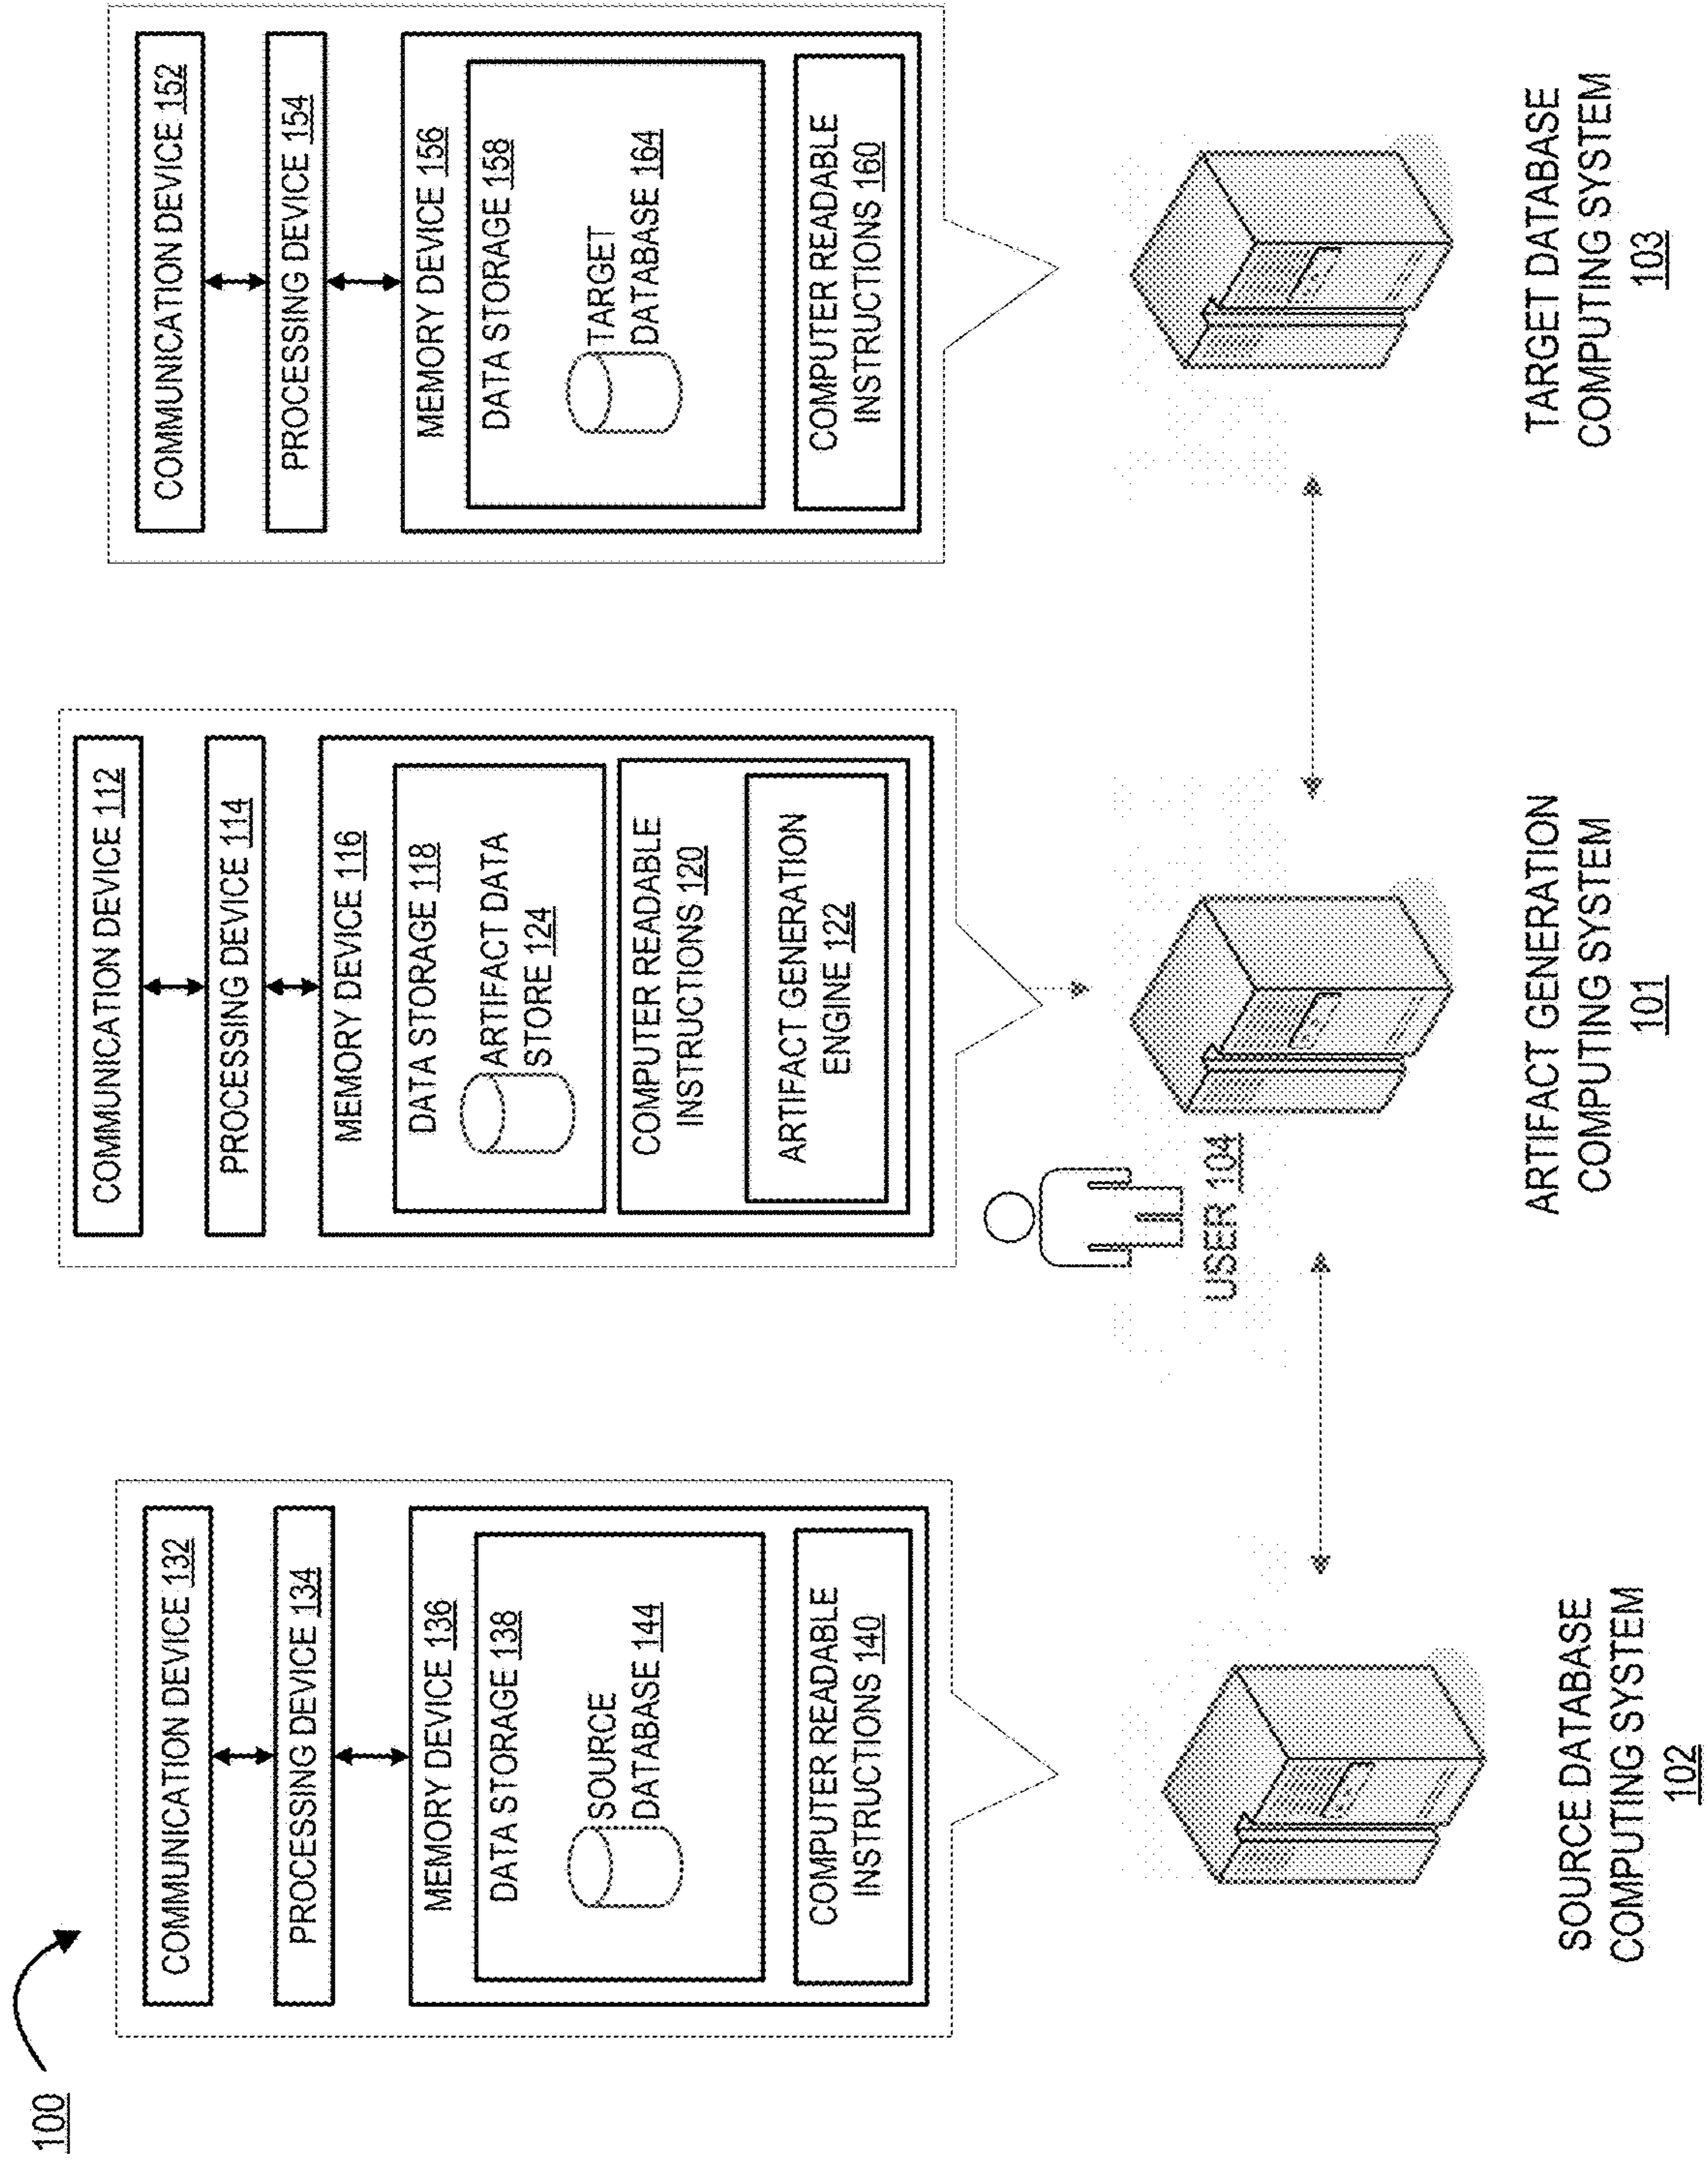 100
COMMUNICATION DEVICE 132
PROCESSING DEVICE 134
MEMORY DEVICE 136
DATA STORAGE 138
SOURCE
DATABASE 144
COMPUTER READABLE
INSTRUCTIONS 140
SOURCE DATABASE
COMPUTING SYSTEM
102
COMMUNICATION DEVICE 112
PROCESSING DEVICE 114
MEMORY DEVICE 116
DATA STORAGE 118
ARTIFACT DATA
STORE 124
COMPUTER READABLE
INSTRUCTIONS 120
ARTIFACT GENERATION
ENGINE 122
USER 104
ARTIFACT GENERATION
COMPUTING SYSTEM
101
COMMUNICATION DEVICE 152
PROCESSING DEVICE 154
MEMORY DEVICE 156
DATA STORAGE 158
TARGET
DATABASE 164
COMPUTER READABLE
INSTRUCTIONS 160
TARGET DATABASE
COMPUTING SYSTEM
103